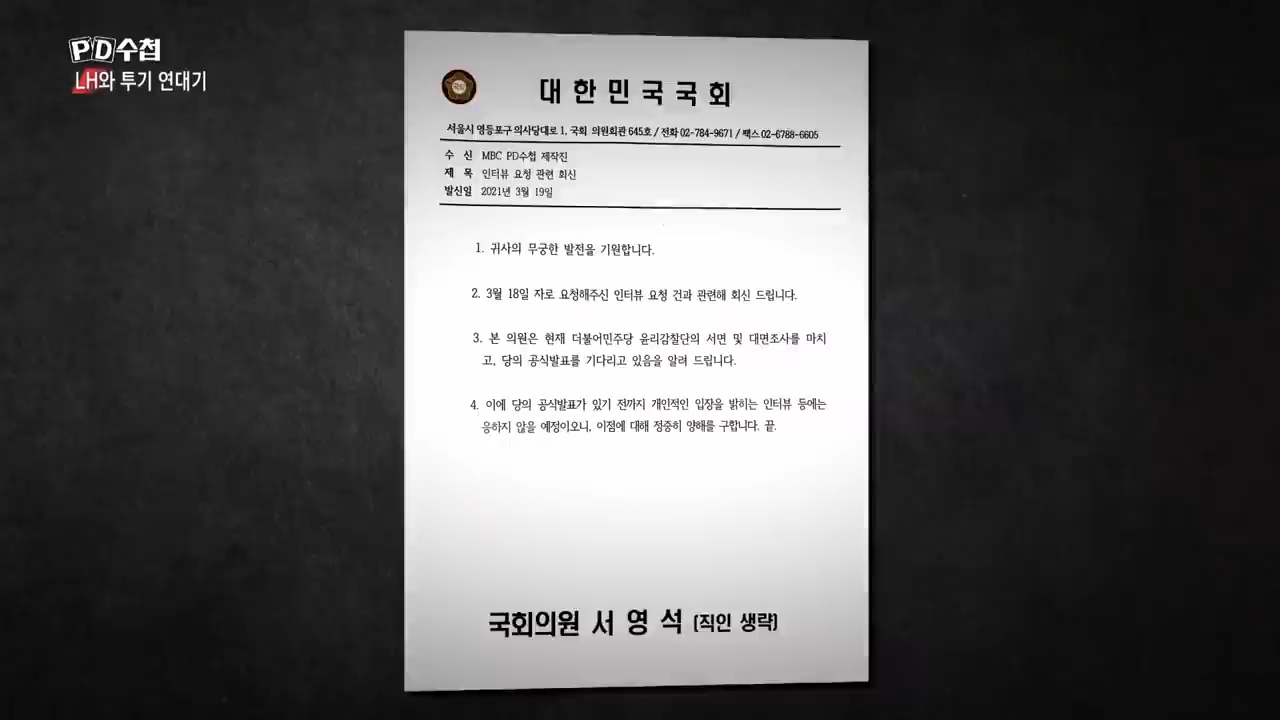 PD수첩
LH와 투기 연대기
대한민국국회
서울시 영등포구 의사당대로 1, 국회 의원회관 645호 / 전화 02-784-9671 / 팩스 02-6788-6605
수 신 MBC PD수첩 제작진
제 목 인터뷰 요청 관련 회신
발신일 2021년 3월 19일
1. 귀사의 무궁한 발전을 기원합니다.
2. 3월 18일 자로 요청해주신 인터뷰 요청 건과 관련해 회신 드립니다.
3. 본 의원은 현재 더불어민주당 윤리감찰단의 서면 및 대면조사를 마치
고, 당의 공식발표를 기다리고 있음을 알려 드립니다.
4. 이에 당의 공식발표가 있기 전까지 개인적인 입장을 밝히는 인터뷰 등에는
응하지 않을 예정이오니, 이점에 대해 정중히 양해를 구합니다. 끝.
국회의원 서 영 석 (직인 생략)